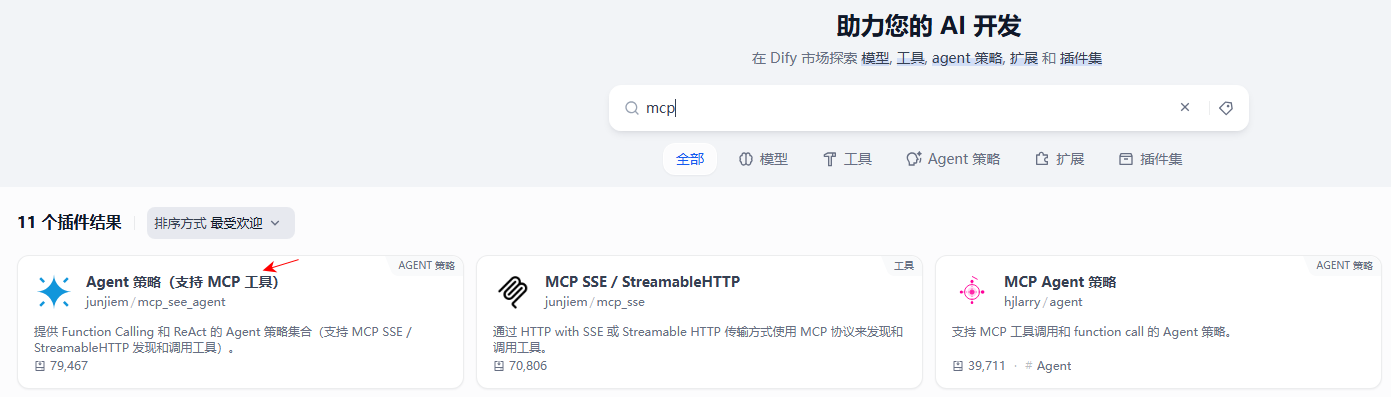 助力您的 AI 开发
在 Dify 市场探索 模型, 工具, agent 策略, 扩展 和 插件集
mcp
全部 模型 工具 Agent 策略 扩展 插件集
11 个插件结果 排序方式 最受欢迎
AGENT 策略
Agent 策略（支持 MCP 工具）
junjiem / mcp_see_agent
提供 Function Calling 和 ReAct 的 Agent 策略集合（支持 MCP SSE /
StreamableHTTP 发现和调用工具）。
79,467
工具
MCP SSE / StreamableHTTP
junjiem / mcp_sse
通过 HTTP with SSE 或 Streamable HTTP 传输方式使用 MCP 协议来发现和
调用工具。
70,806
AGENT 策略
MCP Agent 策略
hjlarry / agent
支持 MCP 工具调用和 function call 的 Agent 策略。
39,711 · # Agent